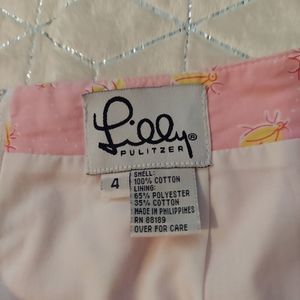 Lilly®
PULITZER
4
SHELL:
100% COTTON
LINING:
65% POLYESTER
35% COTTON
MADE IN PHILIPPINES
RN 88189
OVER FOR CARE